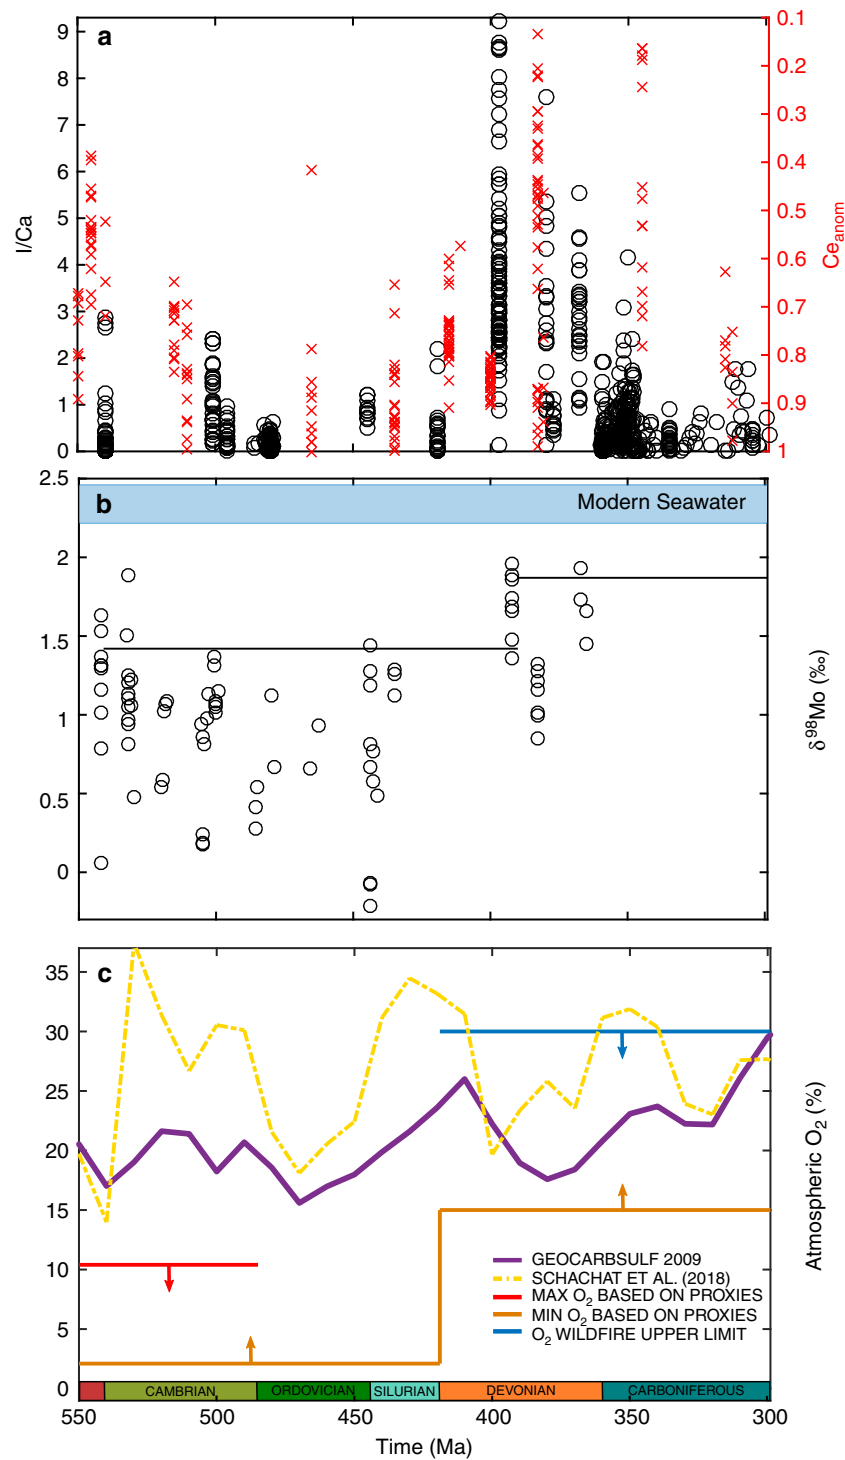 a
9
8
7
6
5
4
3
2
1
0
I/Ca
0.1
0.2
0.3
0.4
0.5
0.6
0.7
0.8
0.9
1
Ce_anom
b
Modern Seawater
2.5
2
1.5
1
0.5
0
δ⁹⁸Mo (‰)
c
35
30
25
20
15
10
5
0
Atmospheric O₂ (%)
GEOCARBSULF 2009
SCHACHAT ET AL. (2018)
MAX O₂ BASED ON PROXIES
MIN O₂ BASED ON PROXIES
O₂ WILDFIRE UPPER LIMIT
CAMBRIAN ORDOVICIAN SILURIAN DEVONIAN CARBONIFEROUS
550 500 450 400 350 300
Time (Ma)